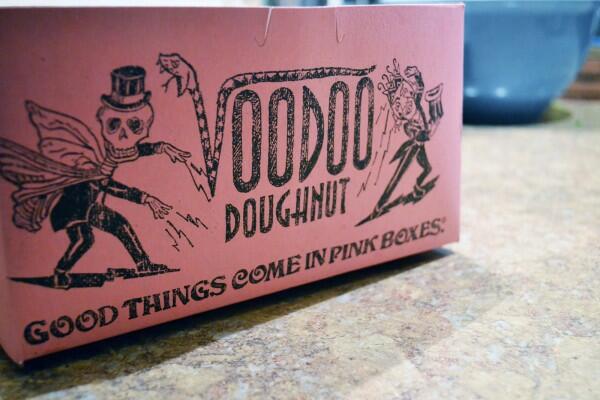 VOODOO
DOUGHNUT
GOOD THINGS COME IN PINK BOXES.®